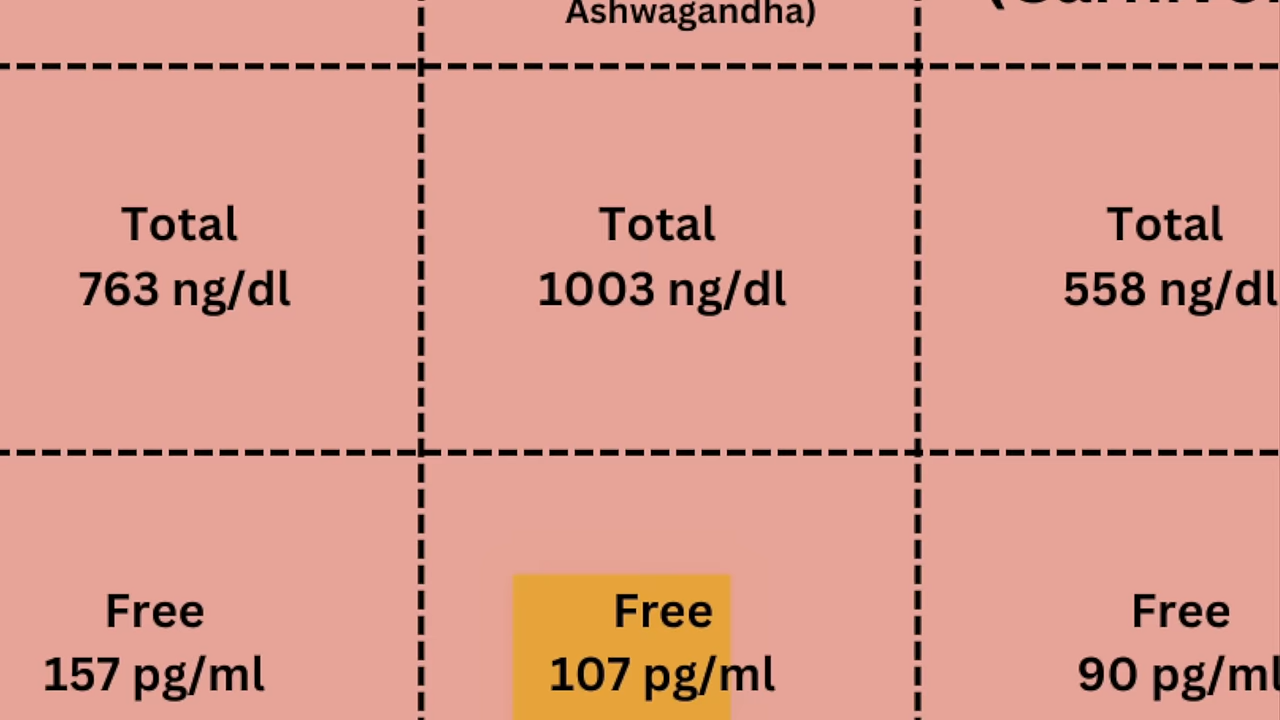 Ashwagandha)
Total
763 ng/dl
Total
1003 ng/dl
Total
558 ng/dl
Free
157 pg/ml
Free
107 pg/ml
Free
90 pg/ml